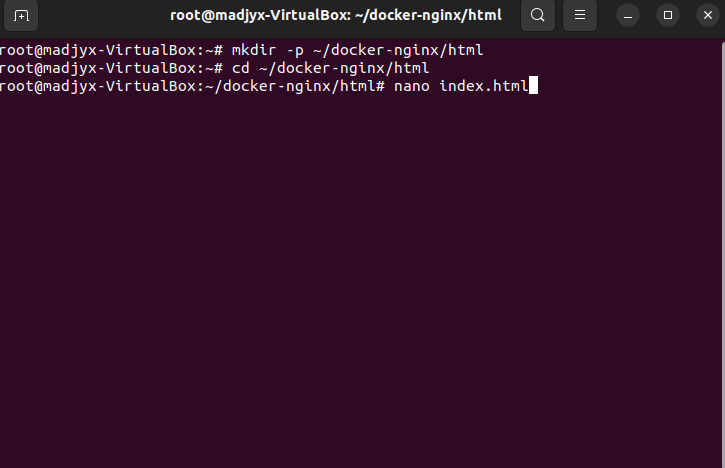 root@madjyx-VirtualBox: ~/docker-nginx/html
root@madjyx-VirtualBox:~# mkdir -p ~/docker-nginx/html
root@madjyx-VirtualBox:~# cd ~/docker-nginx/html
root@madjyx-VirtualBox:~/docker-nginx/html# nano index.html